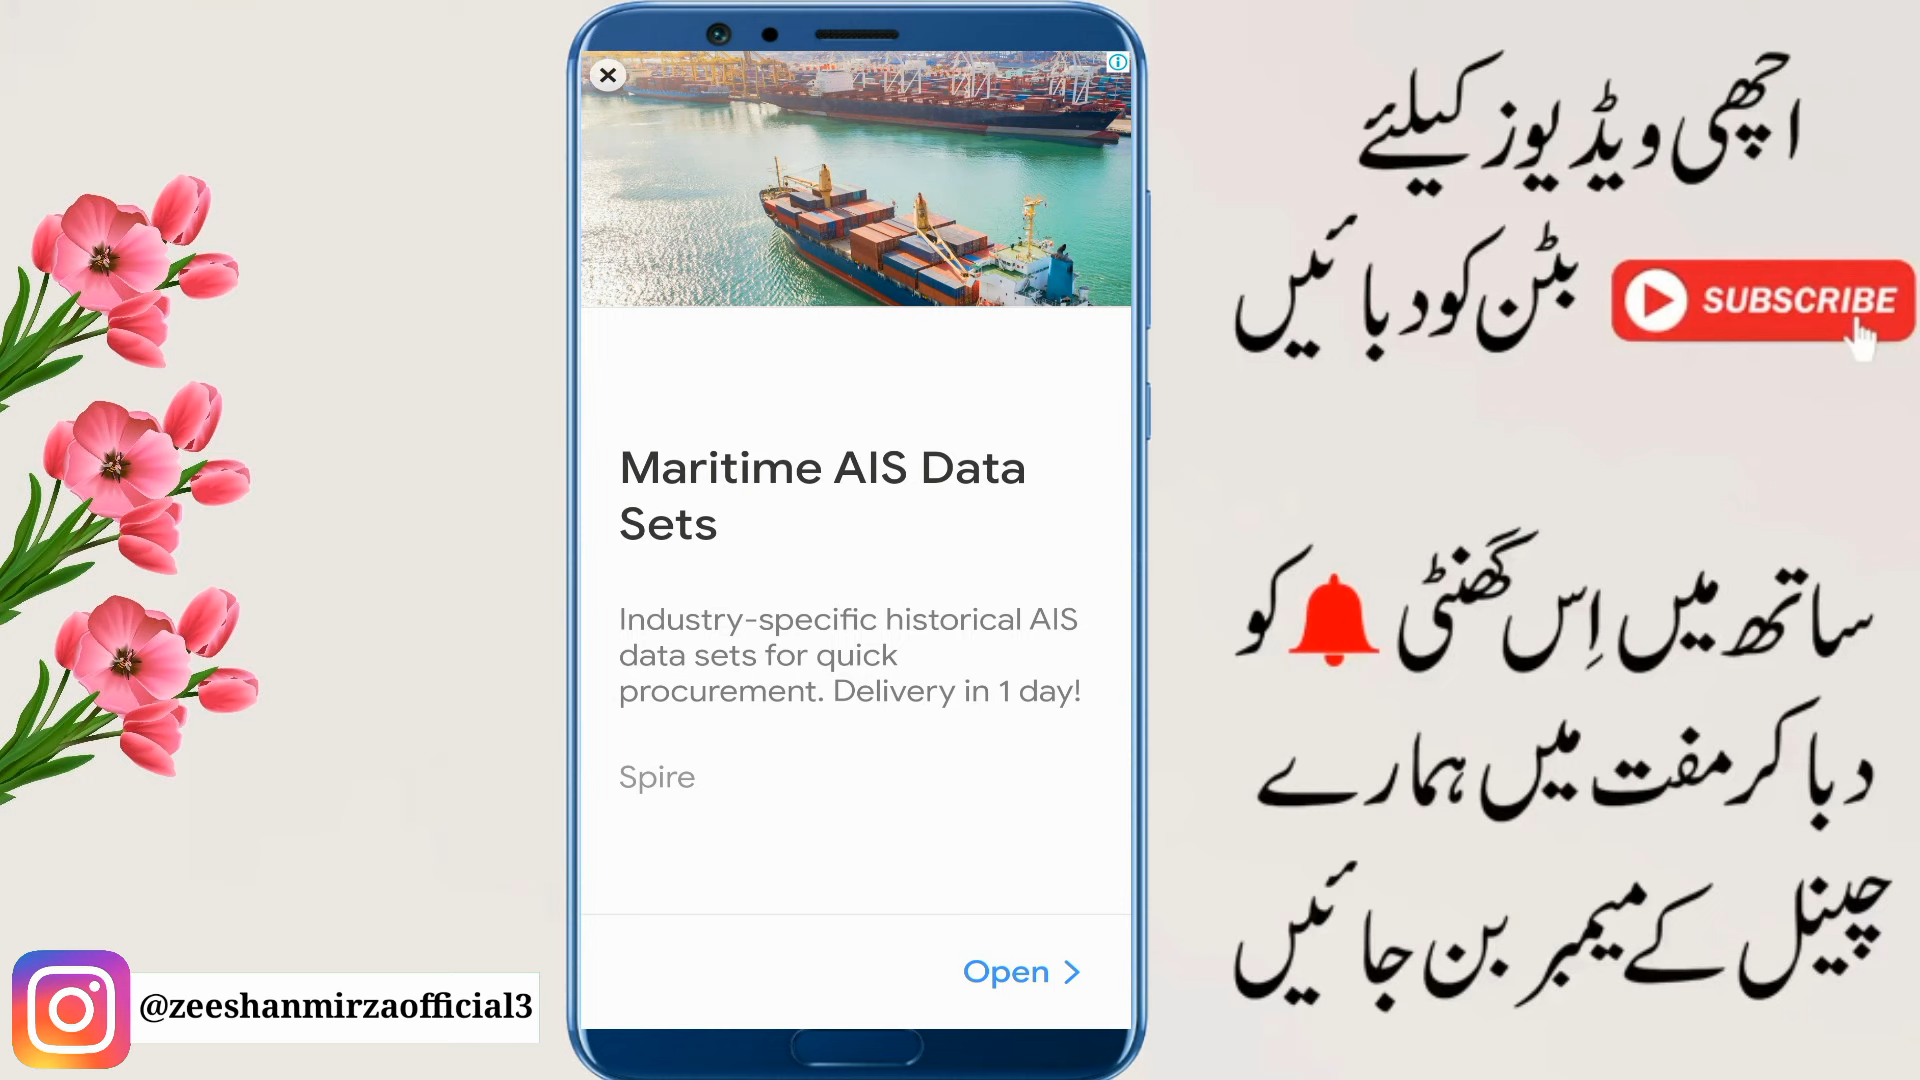 Maritime AIS Data
Sets
Industry-specific historical AIS
data sets for quick
procurement. Delivery in 1 day!
Spire
Open
اچھی ویڈیوز کیلئے
SUBSCRIBE بٹن کو دبائیں
ساتھ میں اِس گھنٹی کو
دبا کر مفت میں ہمارے
چینل کے میمبر بن جائیں
@zeeshanmirzaofficial3